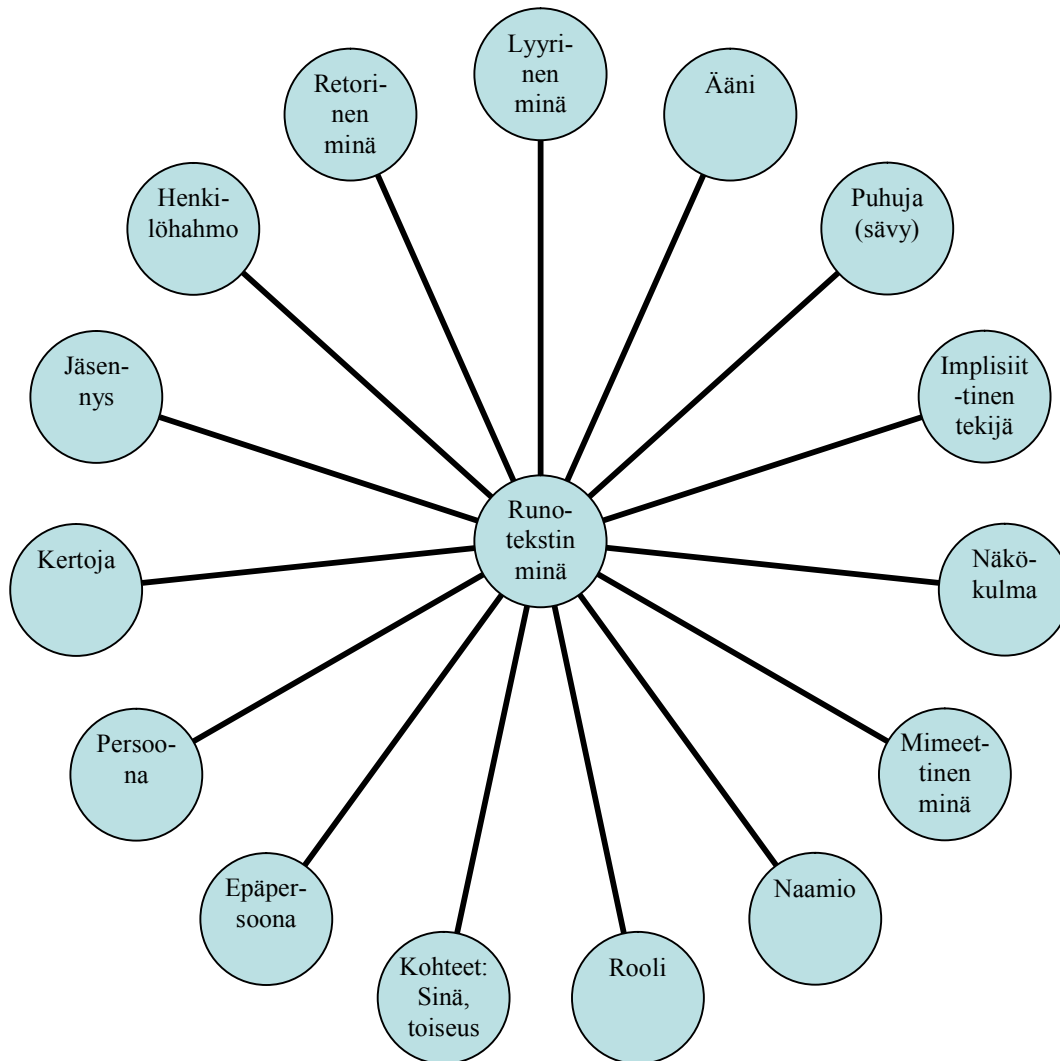 Lyyri-
nen
minä
Ääni
Puhuja
(sävy)
Implisiit
-tinen
tekijä
Näkö-
kulma
Mimeet-
tinen
minä
Naamio
Rooli
Kohteet:
Sinä,
toiseus
Epäper-
soona
Persoo-
na
Kertoja
Jäsen-
nys
Henki-
löhahmo
Retori-
nen
minä
Runo-
tekstin
minä